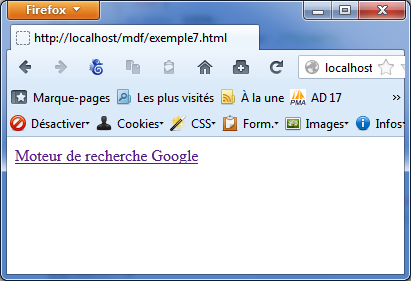 Firefox
http://localhost/mdf/exemple7.html
localhost
Marque-pages Les plus visités À la une PMA AD 17 »
Désactiver Cookies CSS Form. Images Infos
Moteur de recherche Google